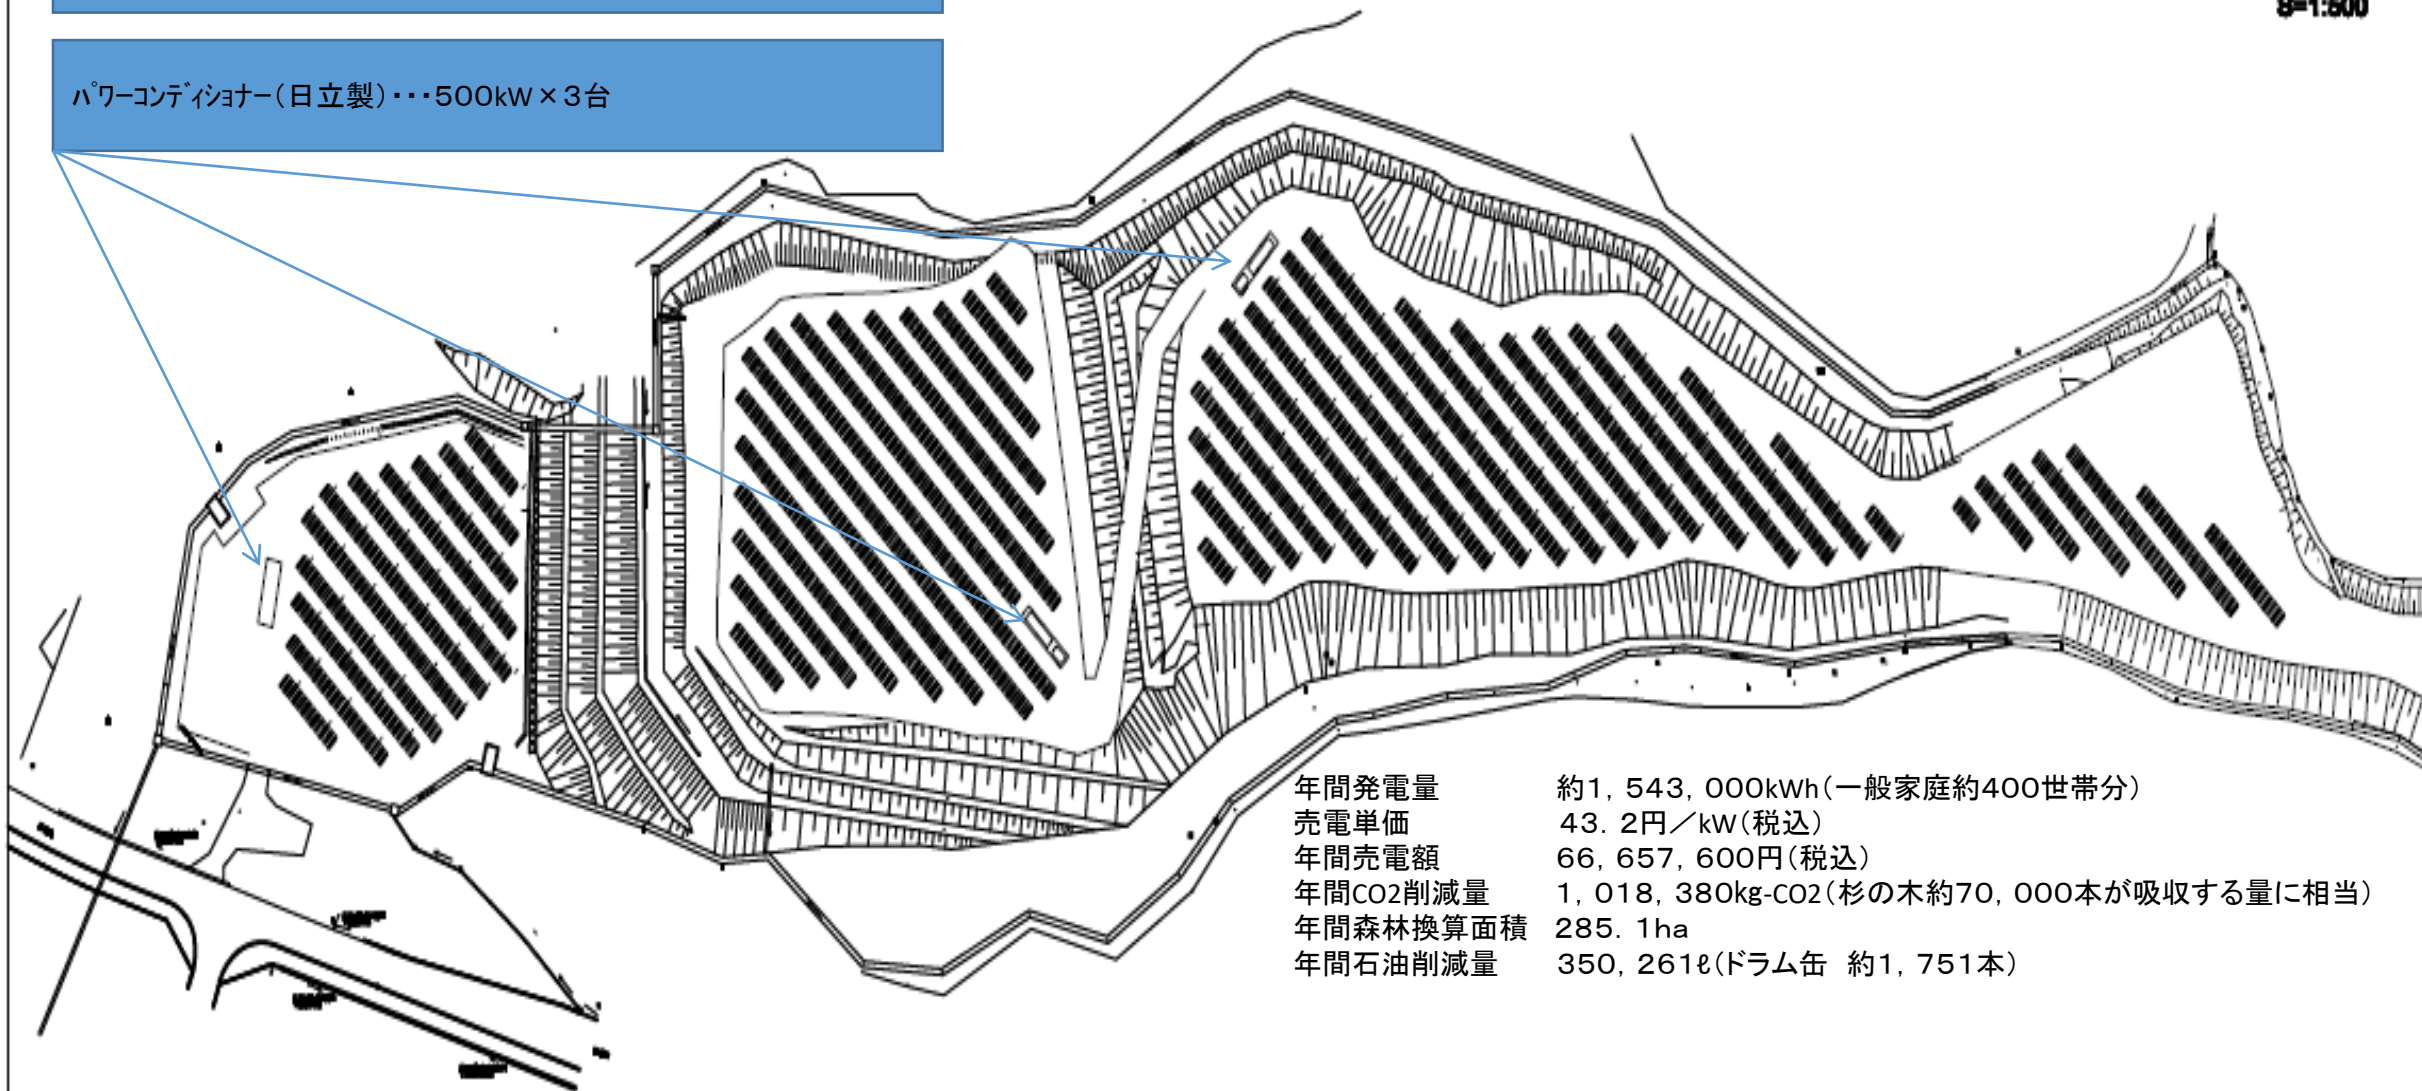 S=1:500
ﾊﾟﾜｰｺﾝﾃﾞｨｼｮﾅｰ(日立製)・・・500kW×3台
年間発電量 約1，543，000kWh(一般家庭約400世帯分)
売電単価 43．2円／kW(税込)
年間売電額 66，657，600円(税込)
年間CO2削減量 1，018，380kg-CO2(杉の木約70，000本が吸収する量に相当)
年間森林換算面積 285．1ha
年間石油削減量 350，261ℓ(ドラム缶 約1，751本)